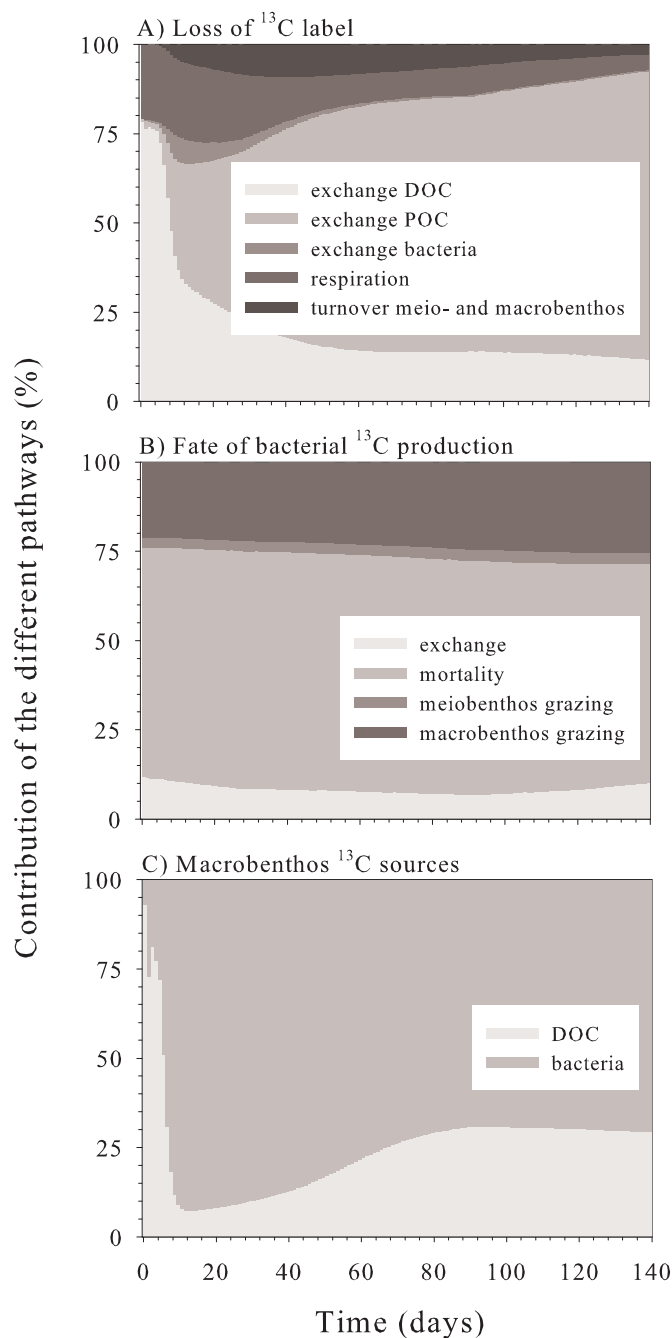 A) Loss of ¹³C label
100
75
50
25
0
exchange DOC
exchange POC
exchange bacteria
respiration
turnover meio- and macrobenthos
Contribution of the different pathways (%)
B) Fate of bacterial ¹³C production
100
75
50
25
0
exchange
mortality
meiobenthos grazing
macrobenthos grazing
C) Macrobenthos ¹³C sources
100
75
50
25
0
DOC
bacteria
0 20 40 60 80 100 120 140
Time (days)